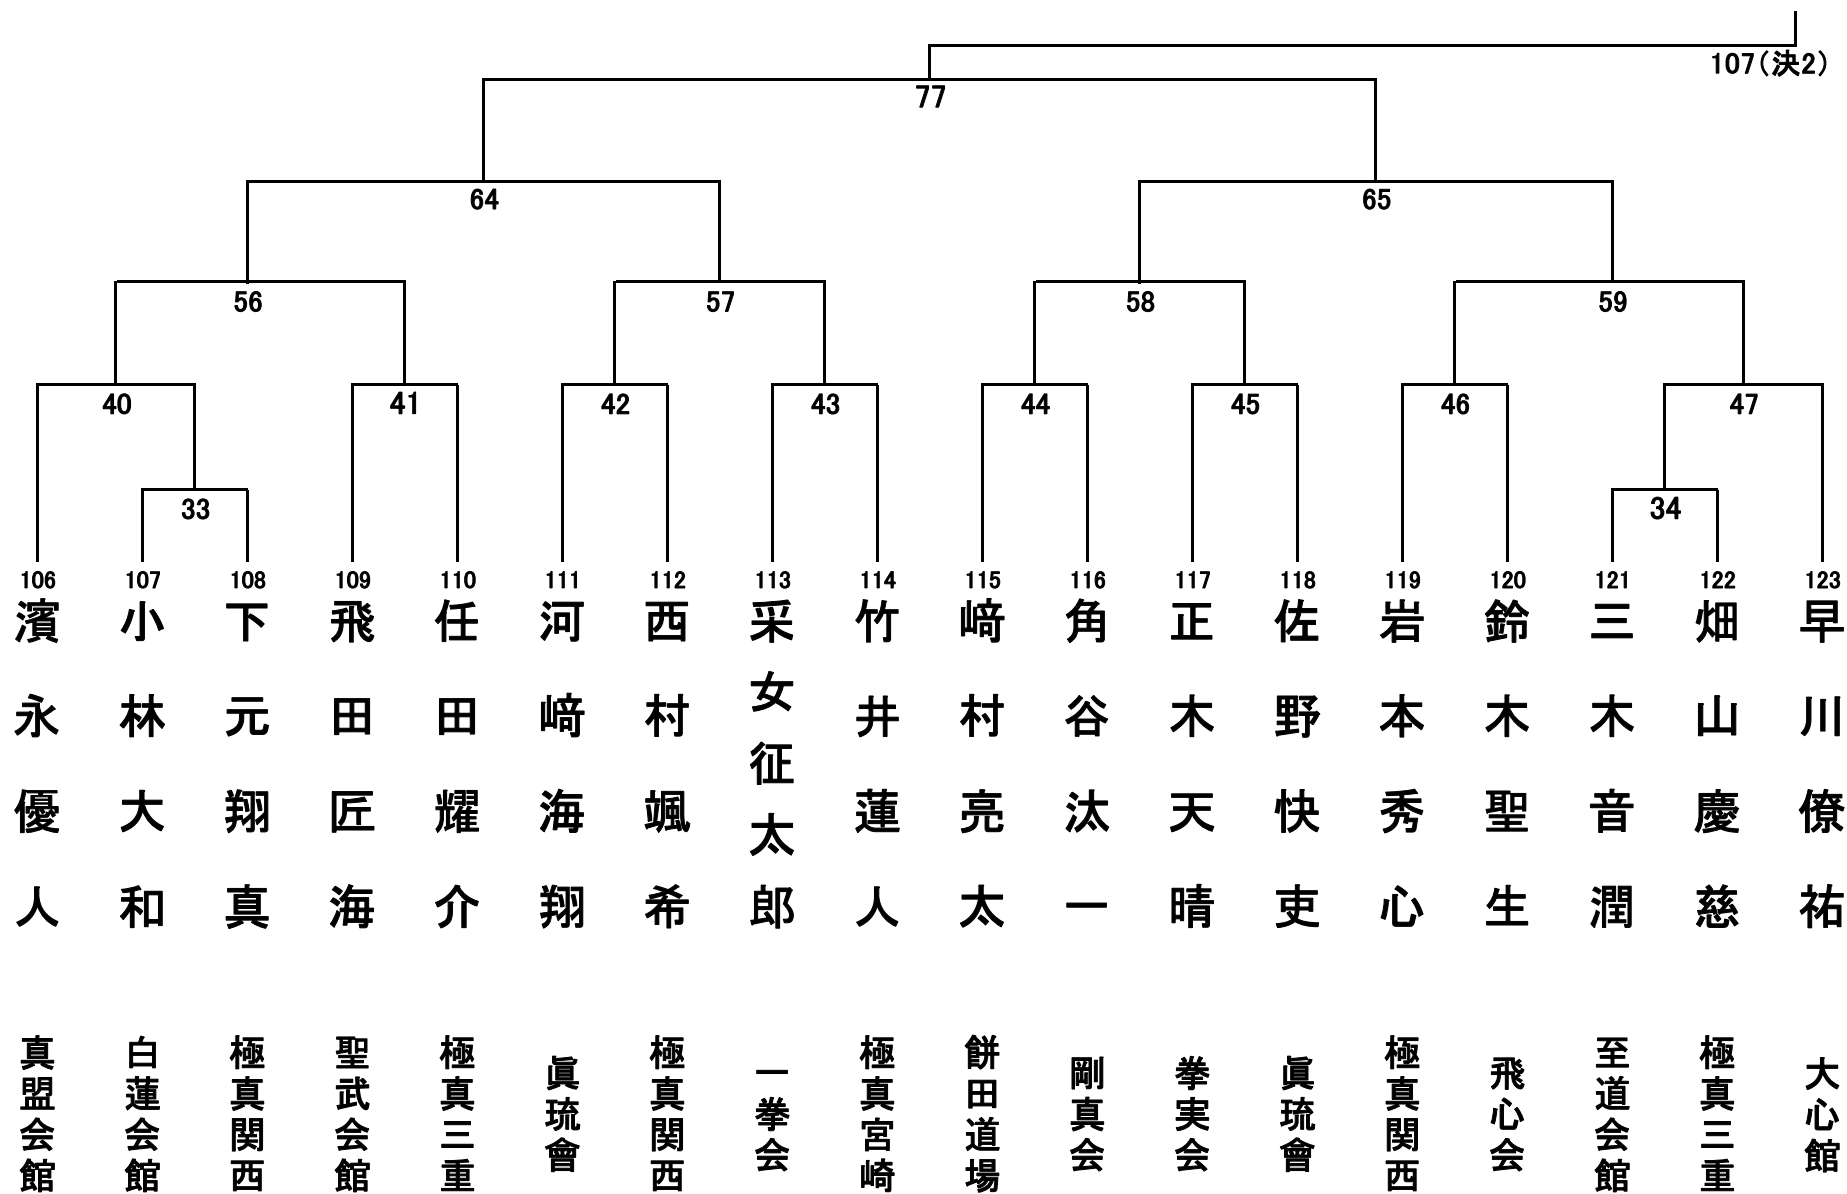 107(決2)
77
64
65
56
57
58
59
40
41
42
43
44
45
46
47
33
34
106
濱永優人
真盟会館
107
小林大和
白蓮会館
108
下元翔真
極真関西
109
飛田匠海
聖武会館
110
任田耀介
極真三重
111
河﨑海翔
眞琉會
112
西村颯希
極真関西
113
采女征太郎
一拳会
114
竹井蓮人
極真宮崎
115
﨑村亮太
餅田道場
116
角谷汰一
剛真会
117
正木天晴
拳実会
118
佐野快吏
眞琉會
119
岩本秀心
極真関西
120
鈴木聖生
飛心会
121
三木音潤
至道会館
122
畑山慶慈
極真三重
123
早川僚祐
大心館